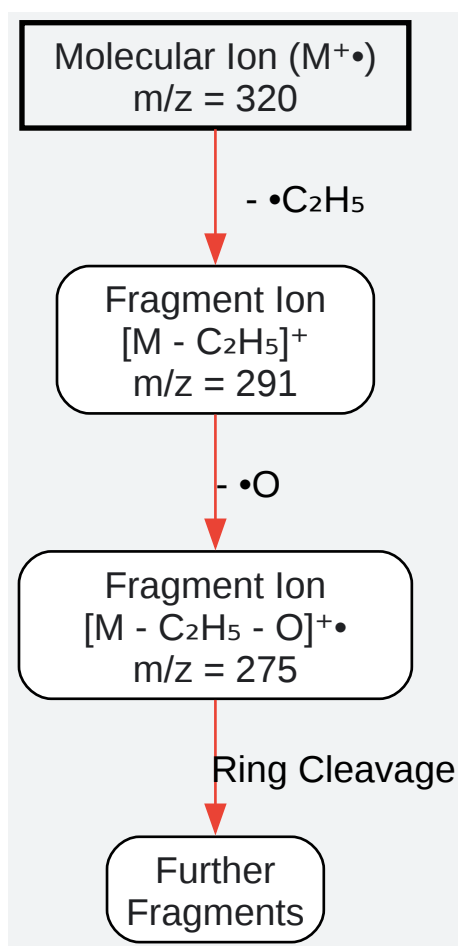 Molecular Ion (M⁺•)
m/z = 320
- •C₂H₅
Fragment Ion
[M - C₂H₅]⁺
m/z = 291
- •O
Fragment Ion
[M - C₂H₅ - O]⁺•
m/z = 275
Ring Cleavage
Further
Fragments